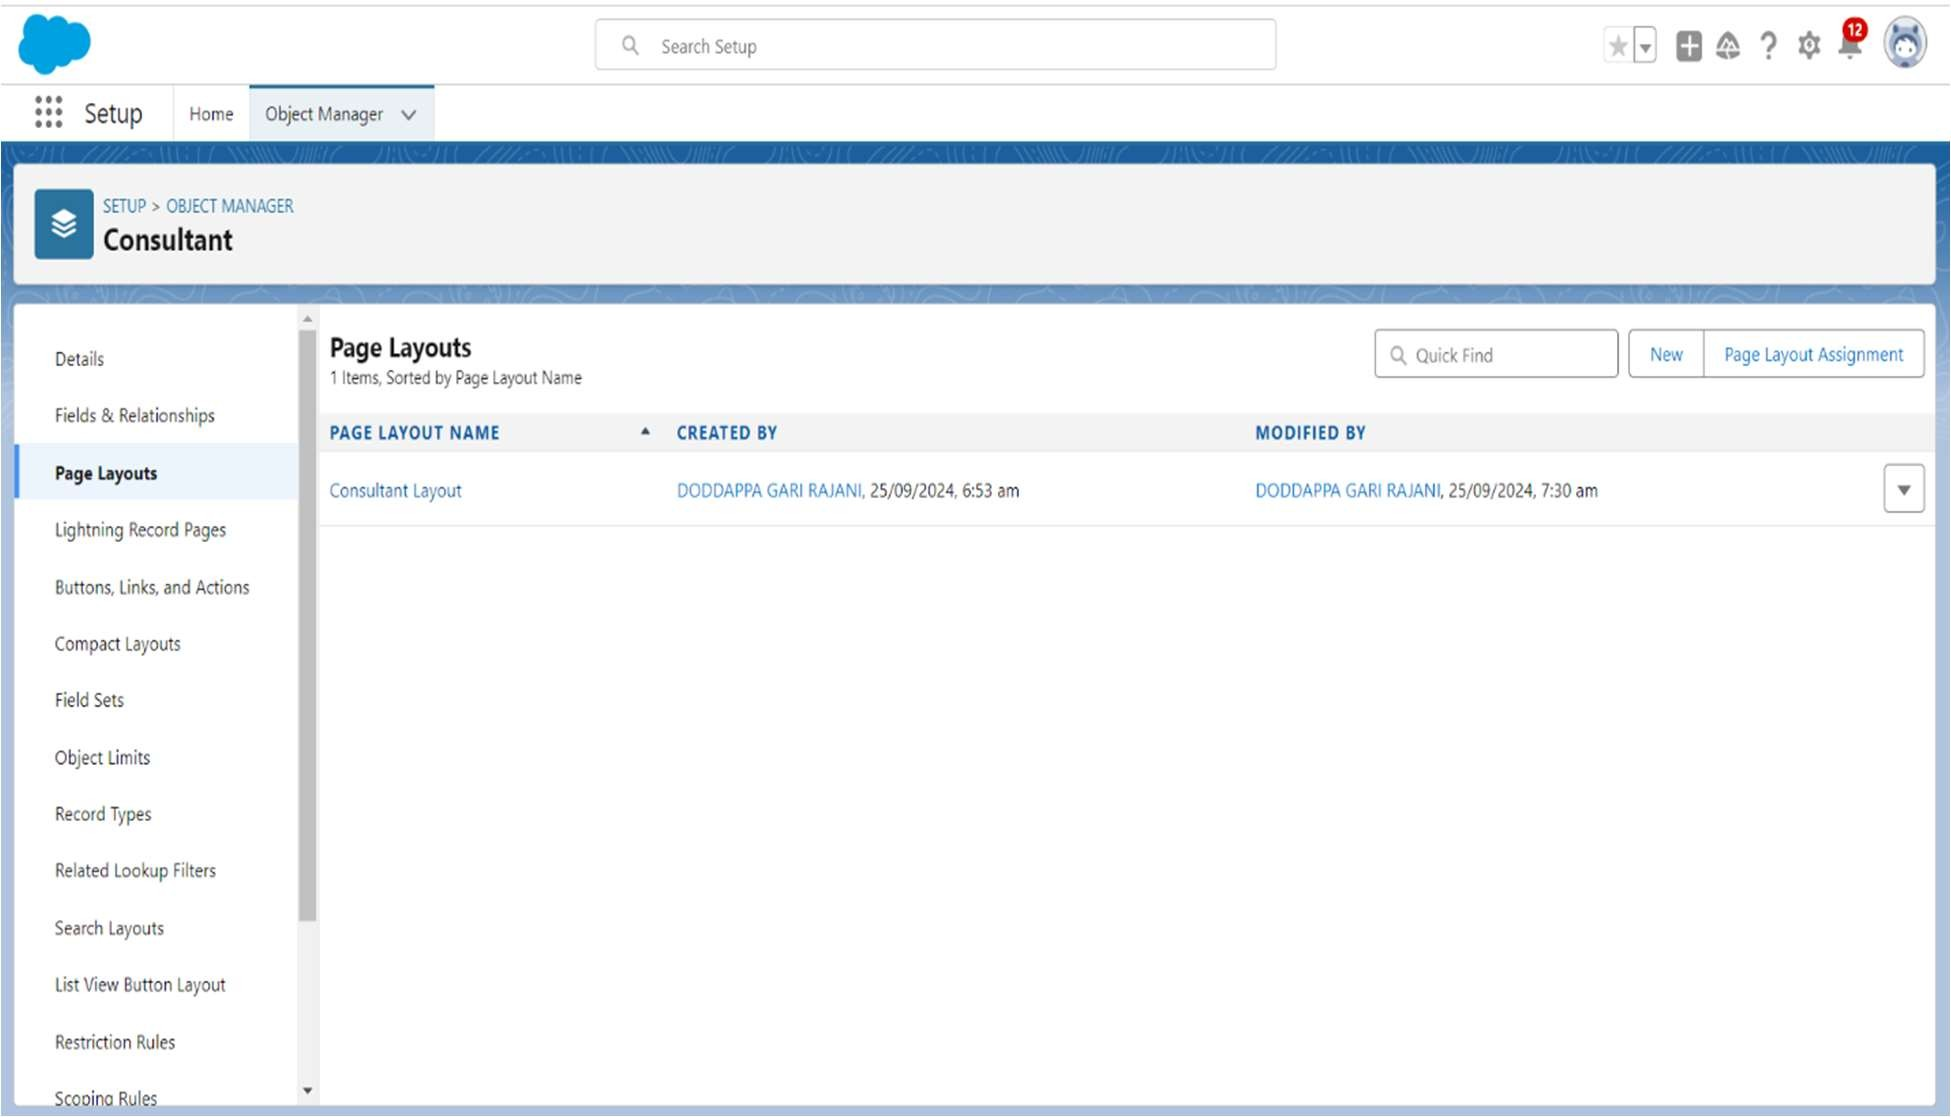 Search Setup
12
Setup
Home
Object Manager
SETUP > OBJECT MANAGER
Consultant
Details
Fields & Relationships
Page Layouts
Lightning Record Pages
Buttons, Links, and Actions
Compact Layouts
Field Sets
Object Limits
Record Types
Related Lookup Filters
Search Layouts
List View Button Layout
Restriction Rules
Scoping Rules
Page Layouts
1 Items, Sorted by Page Layout Name
Quick Find
New
Page Layout Assignment
PAGE LAYOUT NAME CREATED BY MODIFIED BY
Consultant Layout DODDAPPA GARI RAJANI, 25/09/2024, 6:53 am DODDAPPA GARI RAJANI, 25/09/2024, 7:30 am